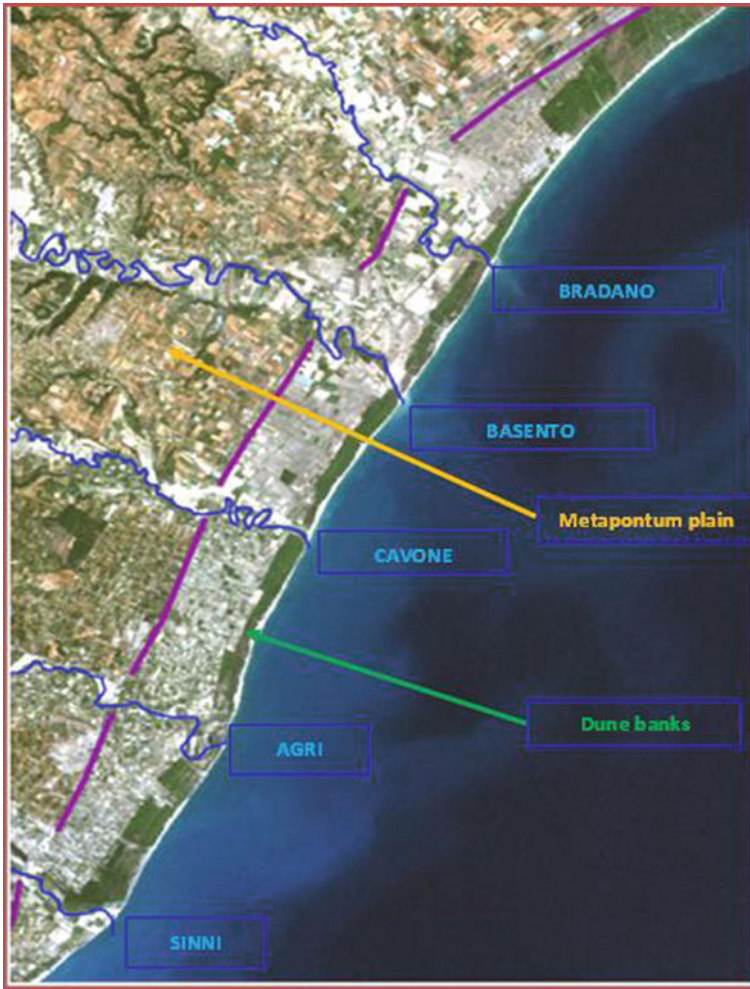 BRADANO
BASENTO
Metapontum plain
CAVONE
Dune banks
AGRI
SINNI